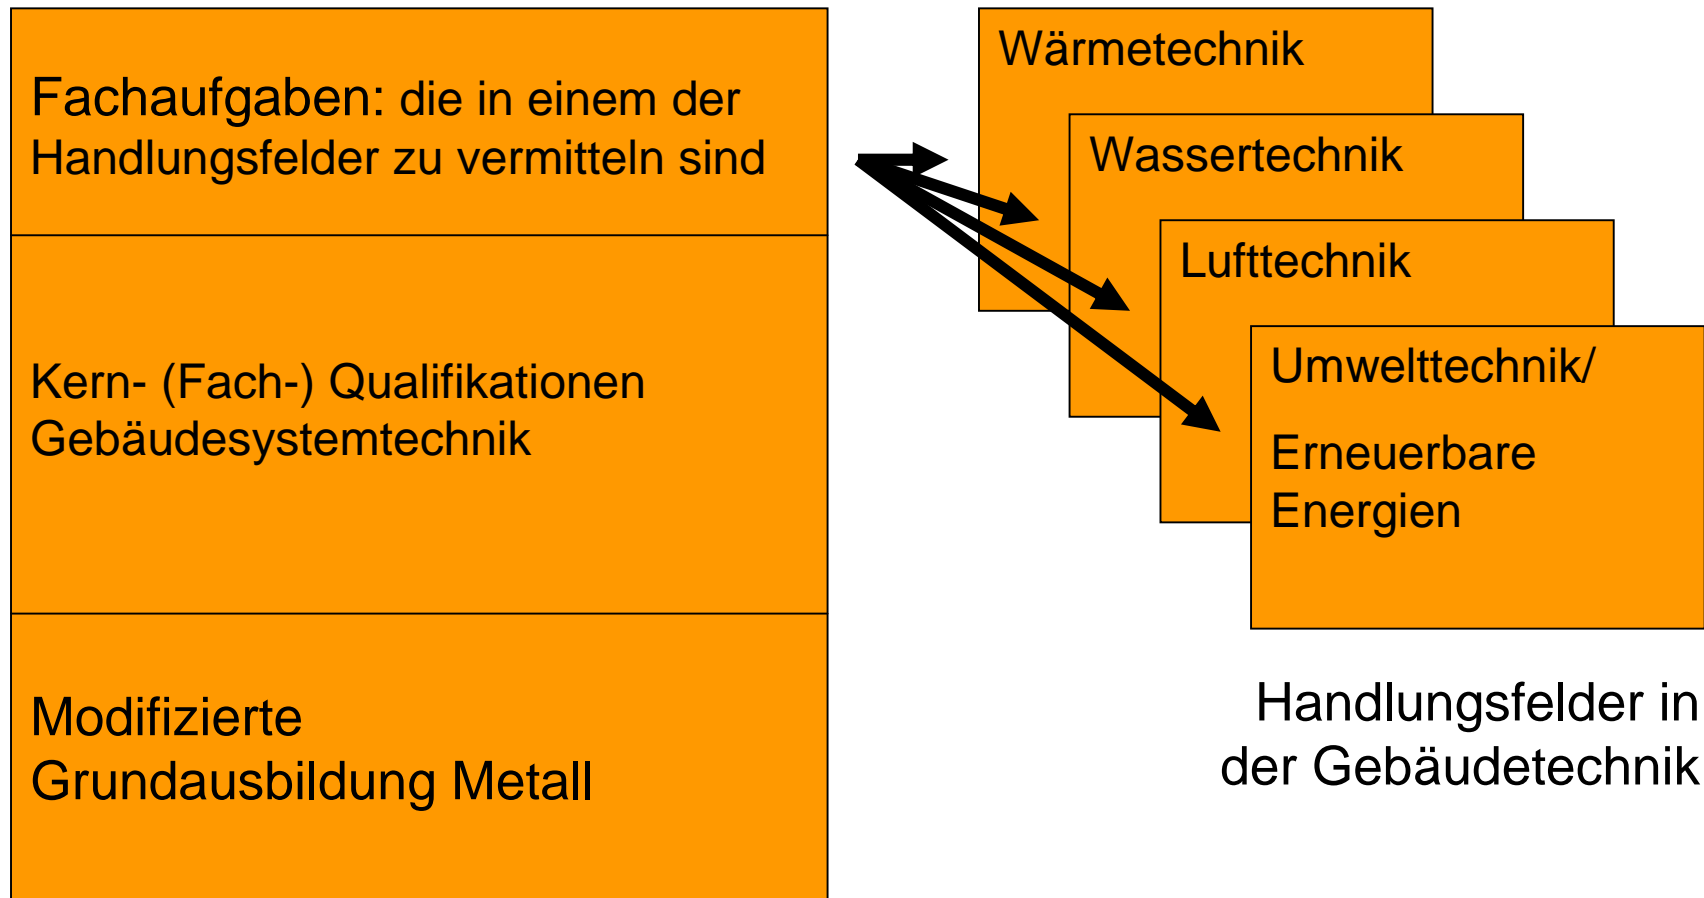 Fachaufgaben: die in einem der
Handlungsfelder zu vermitteln sind
Kern- (Fach-) Qualifikationen
Gebäudesystemtechnik
Modifizierte
Grundausbildung Metall
Wärmetechnik
Wassertechnik
Lufttechnik
Umwelttechnik/
Erneuerbare
Energien
Handlungsfelder in
der Gebäudetechnik